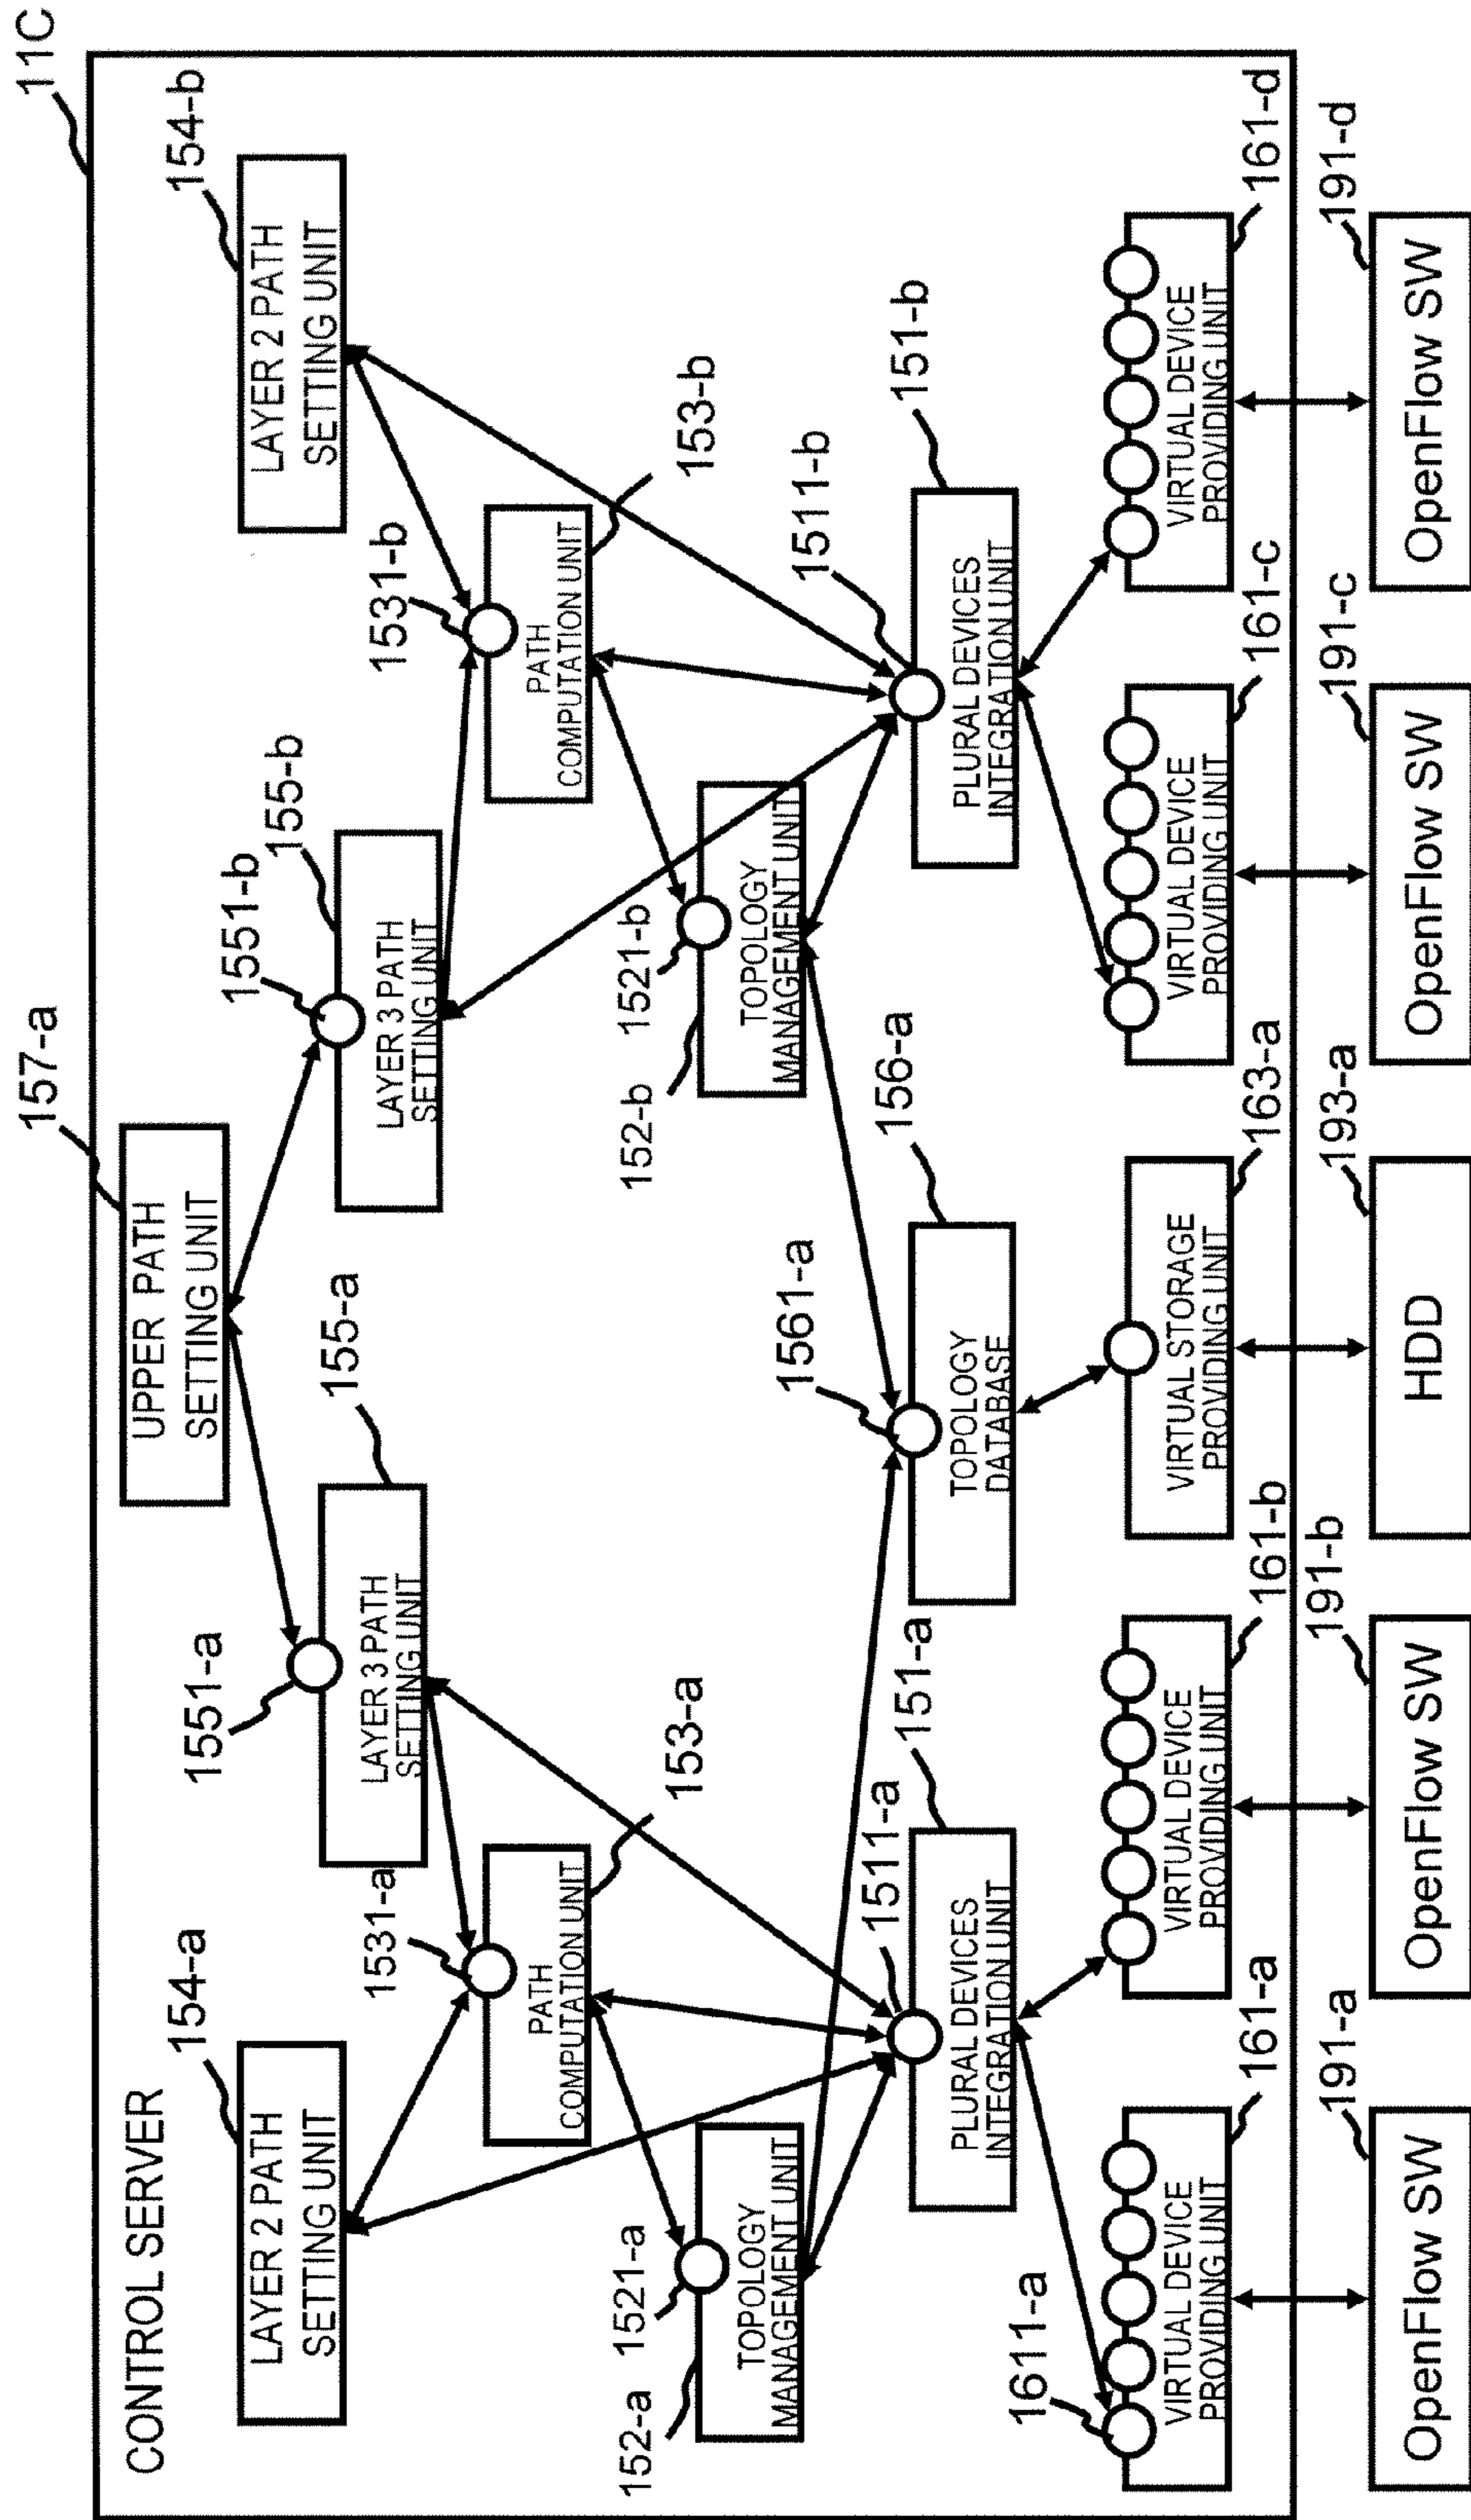 11C
CONTROL SERVER
157-a
UPPER PATH
SETTING UNIT
154-a
LAYER 2 PATH
SETTING UNIT
1551-a
155-a
LAYER 3 PATH
SETTING UNIT
1551-b
155-b
LAYER 3 PATH
SETTING UNIT
154-b
LAYER 2 PATH
SETTING UNIT
1531-a
153-a
PATH
COMPUTATION UNIT
1531-b
153-b
PATH
COMPUTATION UNIT
152-a
1521-a
TOPOLOGY
MANAGEMENT UNIT
152-b
1521-b
TOPOLOGY
MANAGEMENT UNIT
1511-a
151-a
PLURAL DEVICES
INTEGRATION UNIT
1561-a
156-a
TOPOLOGY
DATABASE
1511-b
151-b
PLURAL DEVICES
INTEGRATION UNIT
1611-a
VIRTUAL DEVICE
PROVIDING UNIT
161-a
VIRTUAL DEVICE
PROVIDING UNIT
161-b
VIRTUAL STORAGE
PROVIDING UNIT
163-a
VIRTUAL DEVICE
PROVIDING UNIT
161-c
VIRTUAL DEVICE
PROVIDING UNIT
161-d
191-a
OpenFlow SW
191-b
OpenFlow SW
193-a
HDD
191-c
OpenFlow SW
191-d
OpenFlow SW